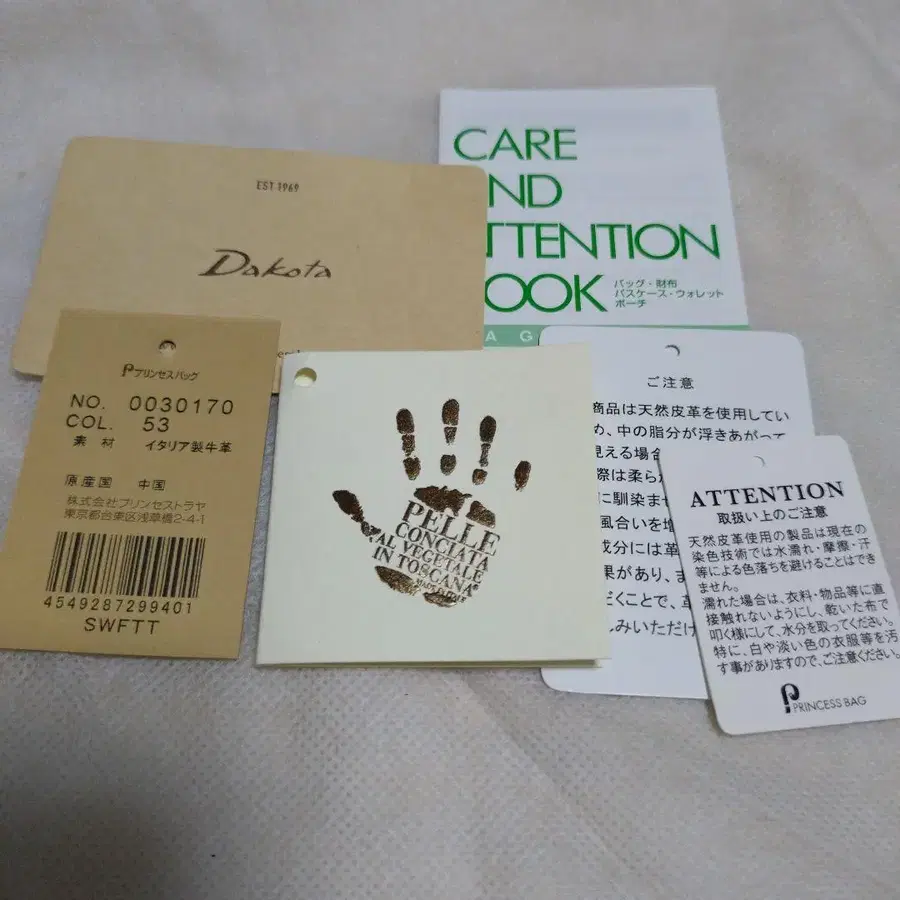 EST 1969
Dakota
CARE
AND
ATTENTION
BOOK
バッグ・財布
パスケース・ウォレット
ポーチ
プリンセスバッグ
NO. 0030170
COL. 53
素 材 イタリア製牛革
原産国 中国
株式会社プリンセストラヤ
東京都台東区浅草橋2-4-1
4549287299401
SWFTT
PELLE
CONCIATA
AL VEGETALE
IN TOSCANA
ご注意
商品は天然皮革を使用してい
め、中の脂分が浮きあがって
見える場合
際は柔ら
に馴染ませ
風合いを増
成分には革
果があり、ま
だくことで、革
しみいただけ
ATTENTION
取扱い上のご注意
天然皮革使用の製品は現在の
染色技術では水濡れ・摩擦・汗
等による色落ちを避けることはでき
ません。
濡れた場合は、衣料・物品等に直
接触れないようにし、乾いた布で
叩く様にして、水分を取ってください。
特に、白や淡い色の衣服等を汚
す事がありますので、ご注意ください。
PRINCESS BAG